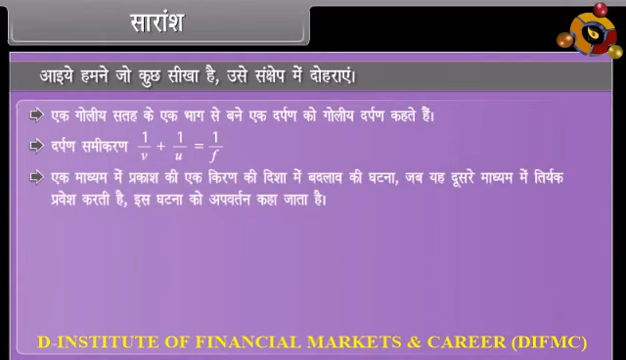 सारांश
आइये हमने जो कुछ सीखा है, उसे संक्षेप में दोहराएं।
एक गोलीय सतह के एक भाग से बने एक दर्पण को गोलीय दर्पण कहते हैं।
दर्पण समीकरण 1/v + 1/u = 1/f
एक माध्यम में प्रकाश की एक किरण की दिशा में बदलाव की घटना, जब यह दूसरे माध्यम में तिर्यक
प्रवेश करती है, इस घटना को अपवर्तन कहा जाता है।
D-INSTITUTE OF FINANCIAL MARKETS & CAREER (DIFMC)